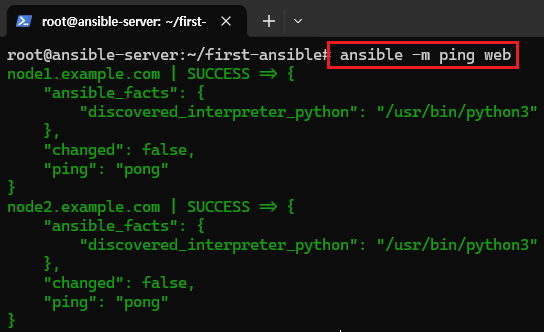 root@ansible-server: ~/first-
root@ansible-server:~/first-ansible# ansible -m ping web
node1.example.com | SUCCESS => {
    "ansible_facts": {
        "discovered_interpreter_python": "/usr/bin/python3"
    },
    "changed": false,
    "ping": "pong"
}
node2.example.com | SUCCESS => {
    "ansible_facts": {
        "discovered_interpreter_python": "/usr/bin/python3"
    },
    "changed": false,
    "ping": "pong"
}